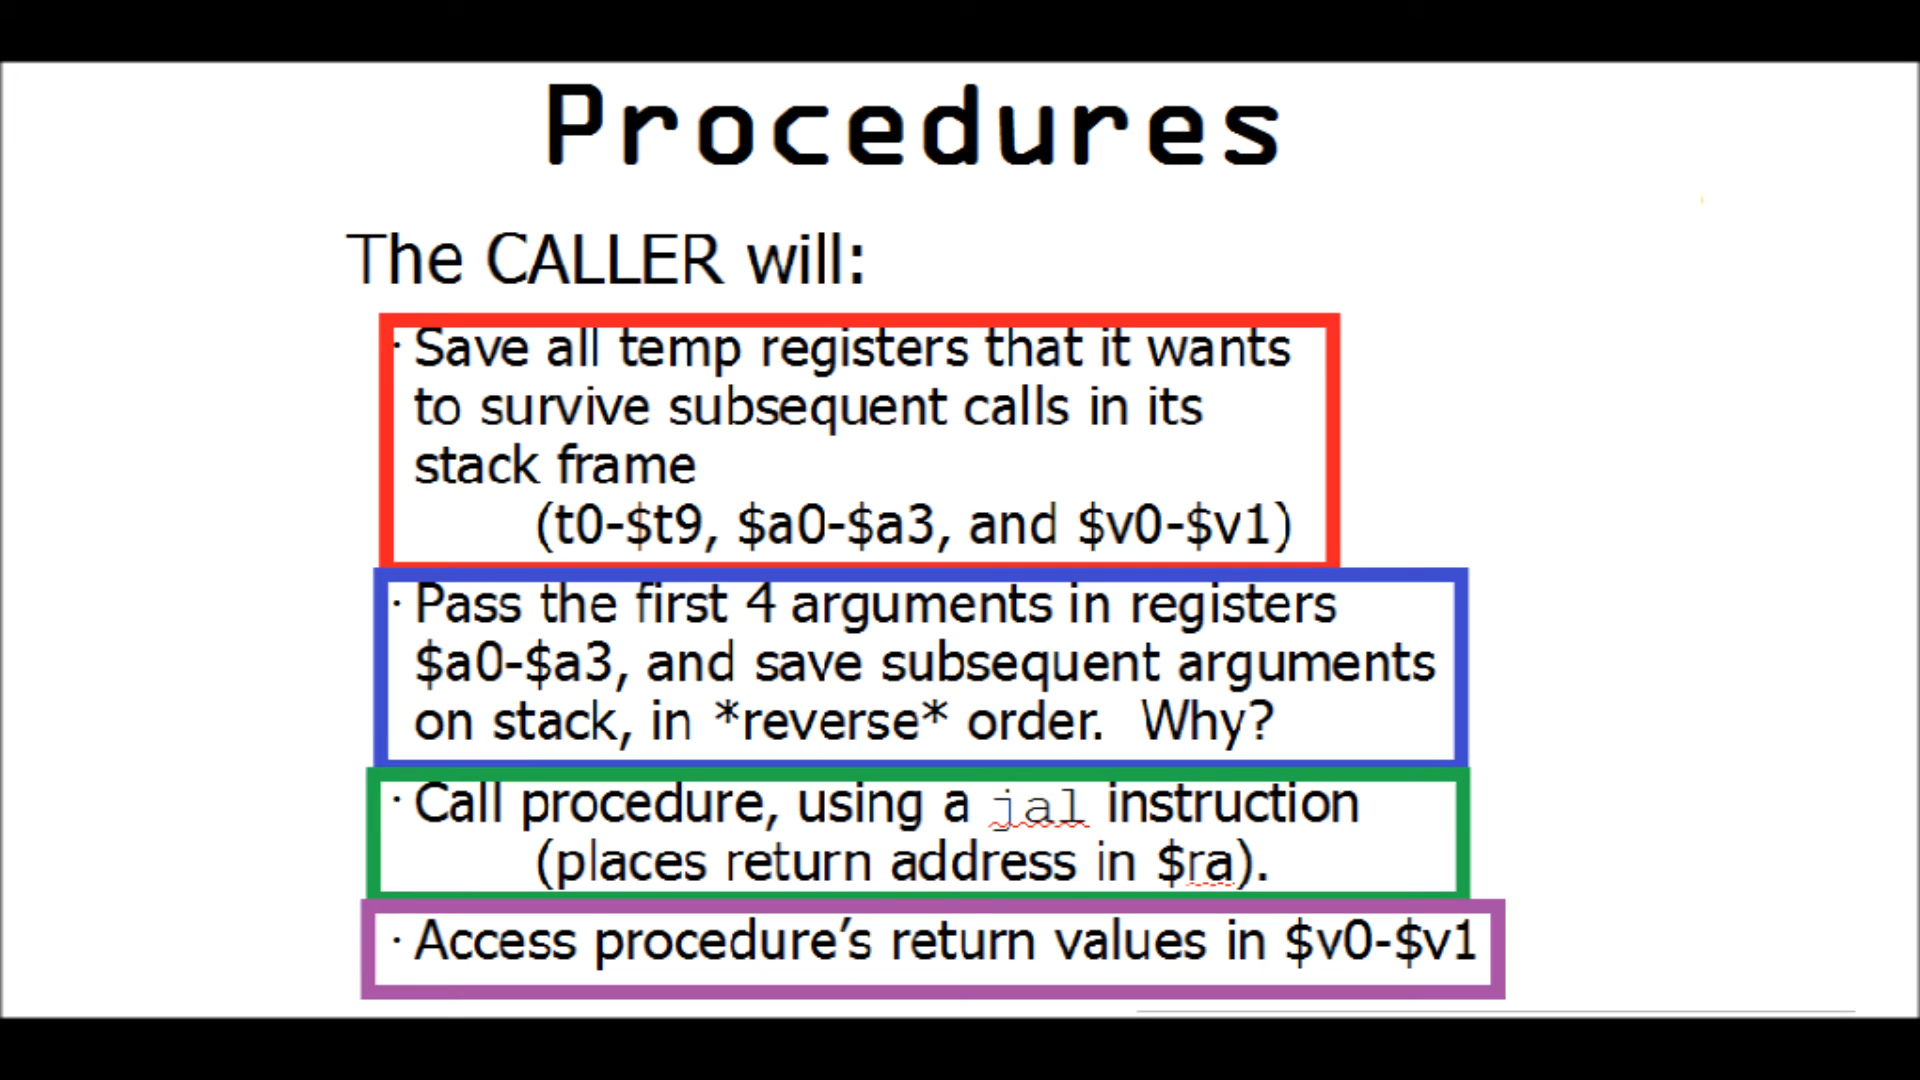 Procedures
The CALLER will:
· Save all temp registers that it wants
to survive subsequent calls in its
stack frame
(t0-$t9, $a0-$a3, and $v0-$v1)
· Pass the first 4 arguments in registers
$a0-$a3, and save subsequent arguments
on stack, in *reverse* order.  Why?
· Call procedure, using a jal instruction
(places return address in $ra).
· Access procedure’s return values in $v0-$v1